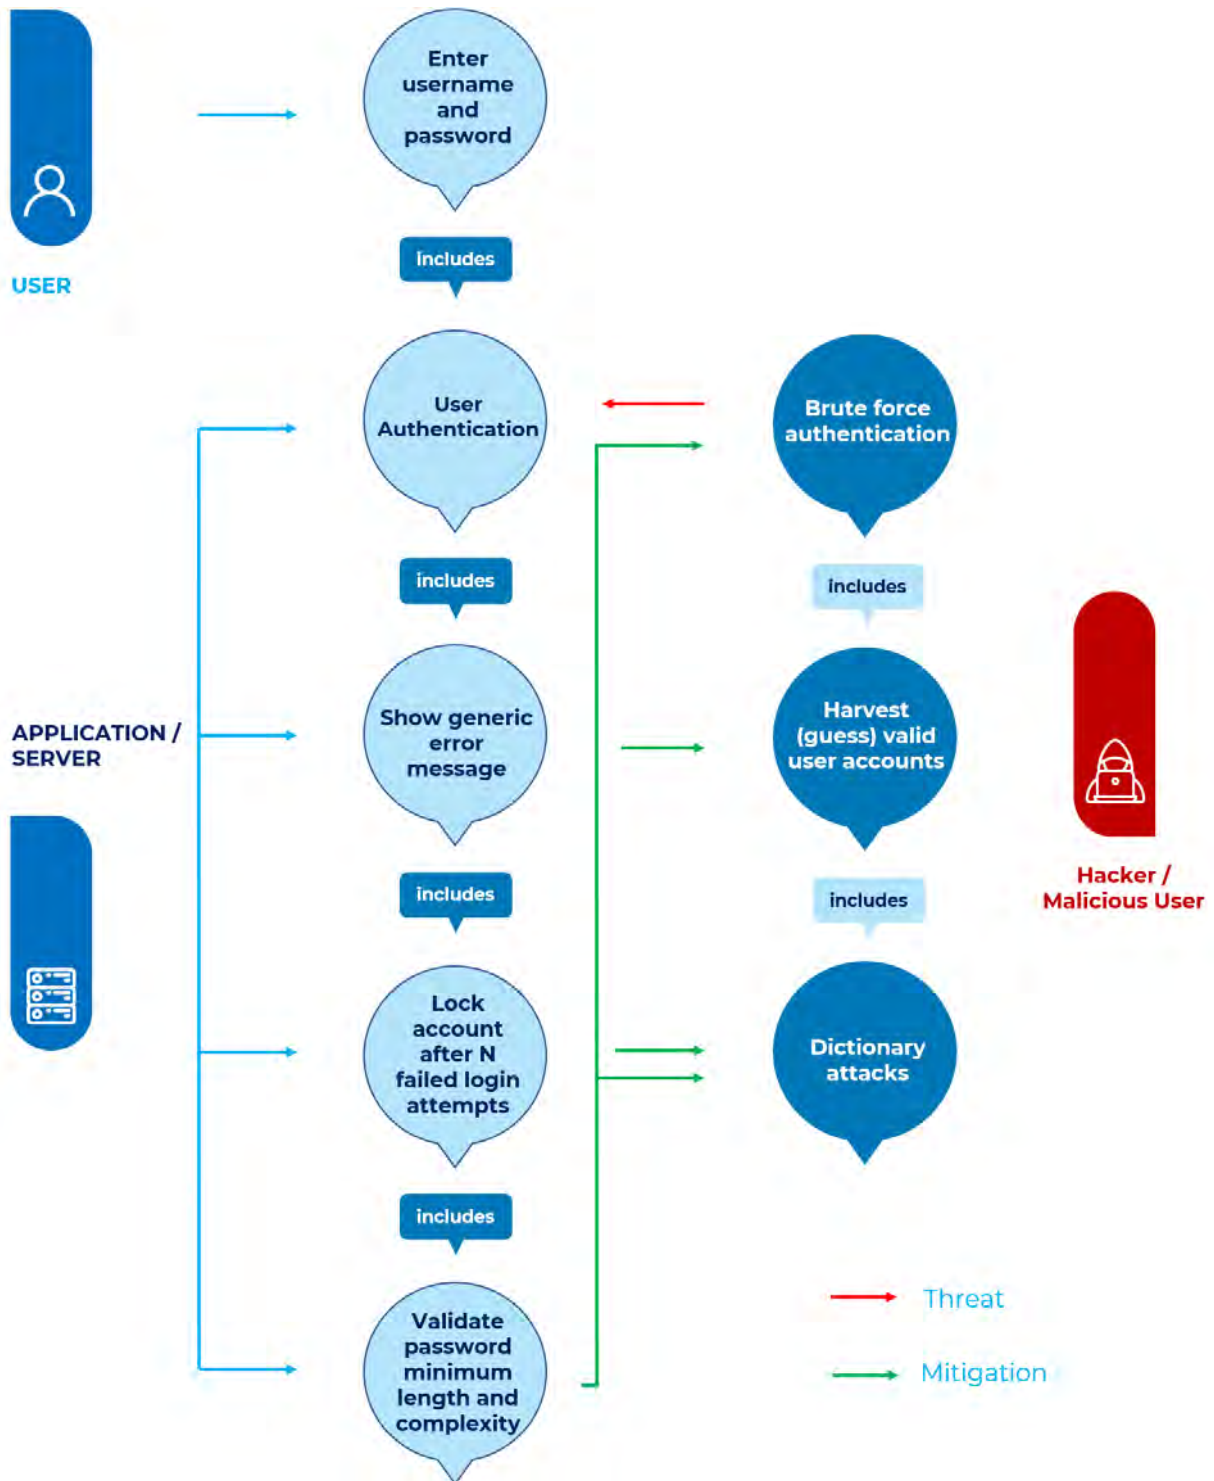 Enter
username
and
password
USER
includes
User
Authentication
Brute force
authentication
includes
includes
Show generic
error
message
Harvest
(guess) valid
user accounts
APPLICATION /
SERVER
includes
includes
Hacker /
Malicious User
Lock
account
after N
failed login
attempts
Dictionary
attacks
includes
Validate
password
minimum
length and
complexity
Threat
Mitigation